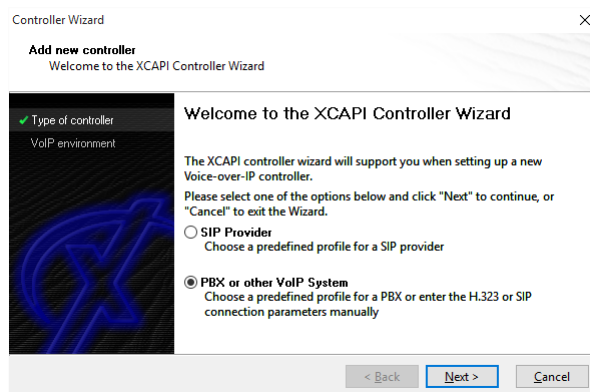 Controller Wizard
Add new controller
Welcome to the XCAPI Controller Wizard
Type of controller
VoIP environment
Welcome to the XCAPI Controller Wizard
The XCAPI controller wizard will support you when setting up a new
Voice-over-IP controller.
Please select one of the options below and click "Next" to continue, or
"Cancel" to exit the Wizard.
SIP Provider
Choose a predefined profile for a SIP provider
PBX or other VoIP System
Choose a predefined profile for a PBX or enter the H.323 or SIP
connection parameters manually
< Back
Next >
Cancel